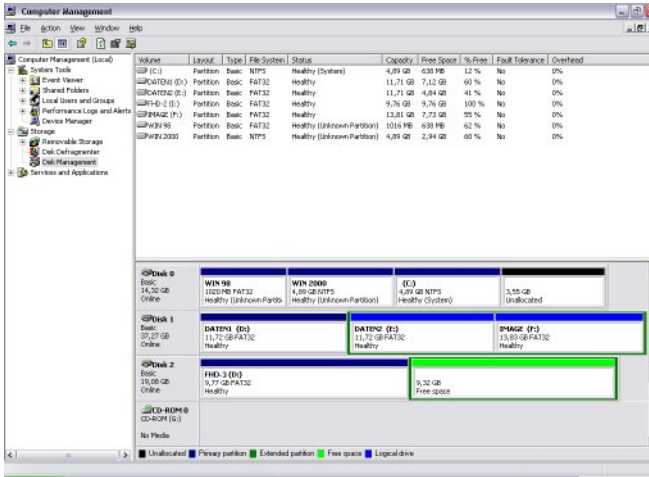 Computer Management
File Action View Window Help
Computer Management (Local)
System Tools
Event Viewer
Shared Folders
Local Users and Groups
Performance Logs and Alerts
Device Manager
Storage
Removable Storage
Disk Defragmenter
Disk Management
Services and Applications
Volume Layout Type File System Status Capacity Free Space % Free Fault Tolerance Overhead
(C:) Partition Basic NTFS Healthy (System) 4,89 GB 638 MB 12 % No 0%
DATEN1 (D:) Partition Basic FAT32 Healthy 11,71 GB 7,12 GB 60 % No 0%
DATEN2 (E:) Partition Basic FAT32 Healthy 11,71 GB 4,84 GB 41 % No 0%
FHD-2 (I:) Partition Basic FAT32 Healthy 9,76 GB 9,76 GB 100 % No 0%
IMAGE (F:) Partition Basic FAT32 Healthy 13,81 GB 7,73 GB 55 % No 0%
WIN 98 Partition Basic FAT32 Healthy (Unknown Partition) 1016 MB 638 MB 62 % No 0%
WIN 2000 Partition Basic NTFS Healthy (Unknown Partition) 4,89 GB 2,94 GB 60 % No 0%
Disk 0
Basic
14,32 GB
Online
WIN 98
1020 MB FAT32
Healthy (Unknown Partiti
WIN 2000
4,89 GB NTFS
Healthy (Unknown Partition)
(C:)
4,89 GB NTFS
Healthy (System)
3,55 GB
Unallocated
Disk 1
Basic
37,27 GB
Online
DATEN1 (D:)
11,72 GB FAT32
Healthy
DATEN2 (E:)
11,72 GB FAT32
Healthy
IMAGE (F:)
13,83 GB FAT32
Healthy
Disk 2
Basic
19,08 GB
Online
9,77 GB FAT32
Healthy
9,32 GB
Free space
CD-ROM 0
CD-ROM (G:)
No Media
Unallocated Primary partition Extended partition Free space Logical drive